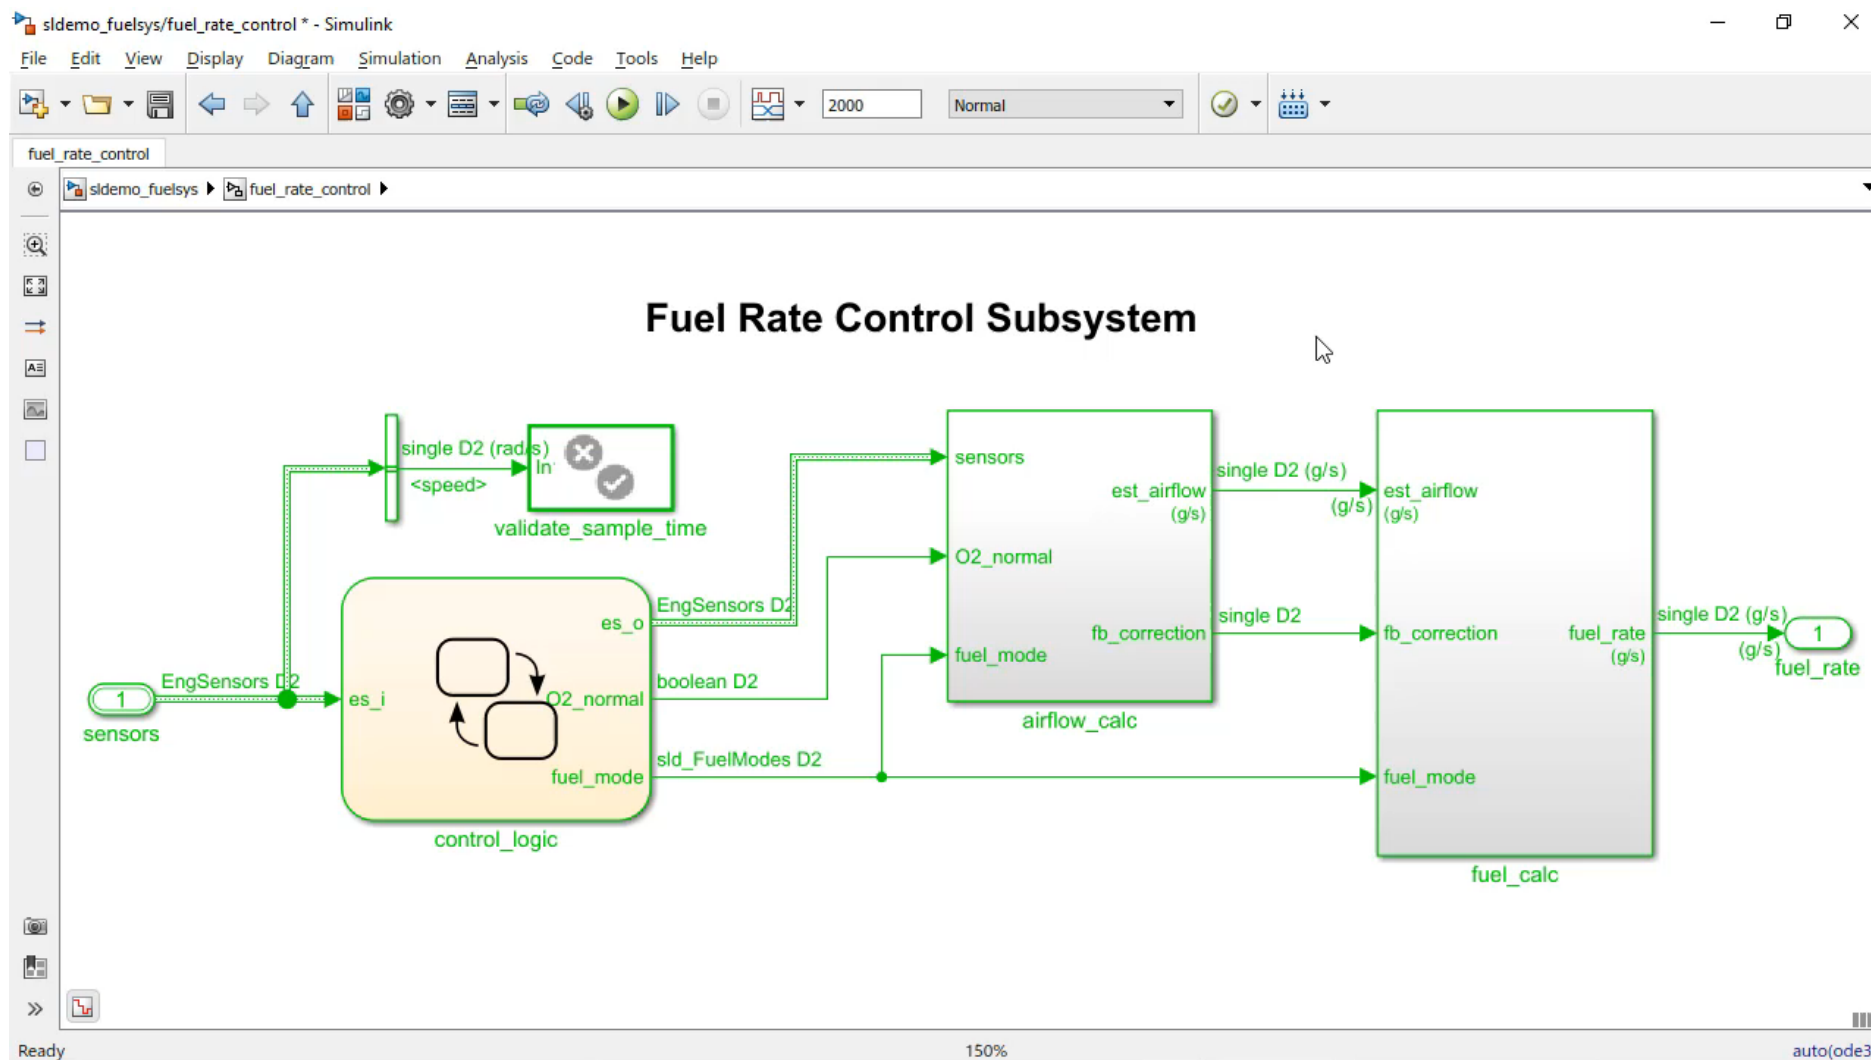 sldemo_fuelsys/fuel_rate_control * - Simulink
File Edit View Display Diagram Simulation Analysis Code Tools Help
2000 Normal
fuel_rate_control
sldemo_fuelsys fuel_rate_control
Fuel Rate Control Subsystem
single D2 (rad/s)
In
<speed>
validate_sample_time
sensors
single D2 (g/s)
est_airflow
(g/s)
(g/s)
est_airflow
(g/s)
O2_normal
EngSensors D2
es_o
single D2
fb_correction
fb_correction
fuel_mode
single D2 (g/s)
fuel_rate
(g/s)
(g/s)
1
fuel_rate
EngSensors D2
boolean D2
1
es_i
O2_normal
sensors
airflow_calc
sld_FuelModes D2
fuel_mode
fuel_mode
control_logic
fuel_calc
Ready 150% auto(ode3